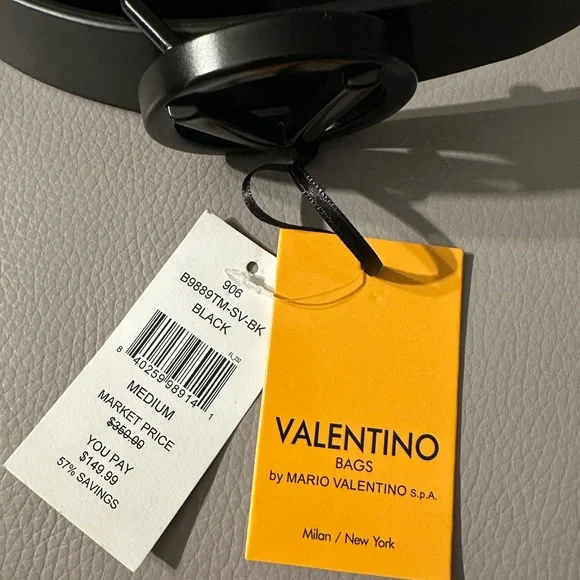 906
B9889TM-SV-BK
BLACK
FL_232
8 40259 98914 1
MEDIUM
MARKET PRICE
$350.00
YOU PAY
$149.99
57% SAVINGS
VALENTINO
BAGS
by MARIO VALENTINO S.p.A.
Milan / New York